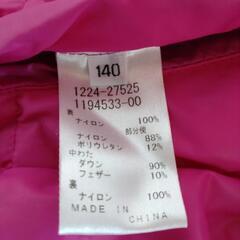 140
1224-27525
1194533-00
表
ナイロン 100%
部分使
ナイロン 88%
ポリウレタン 12%
中わた
ダウン 90%
フェザー 10%
裏
ナイロン 100%
MADE IN
CHINA